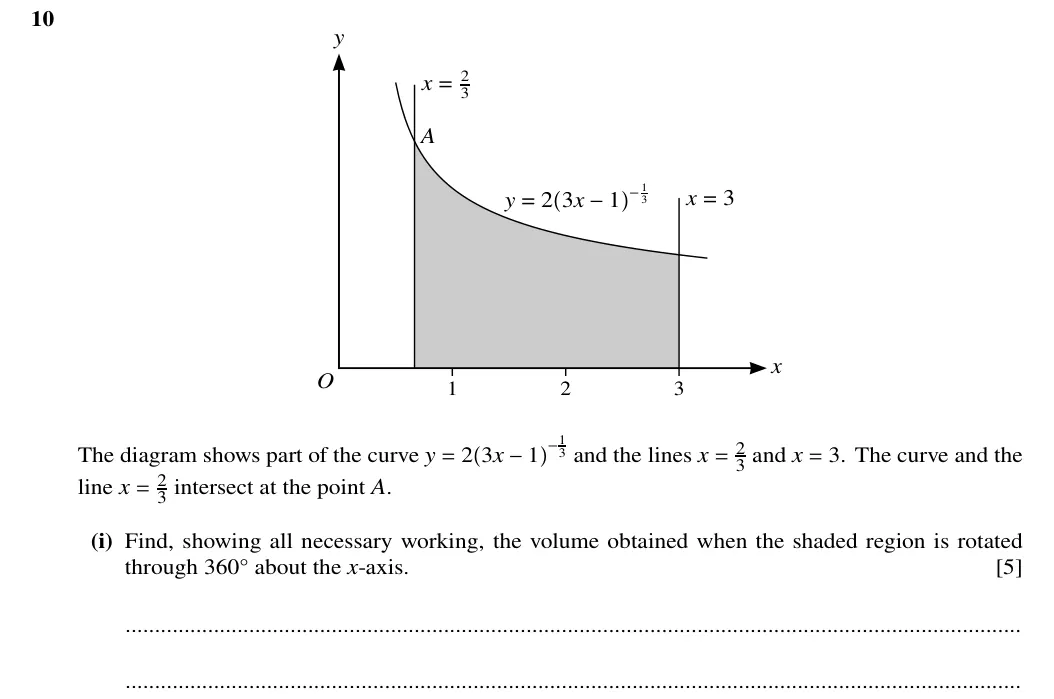 10
y
x = 2/3
A
y = 2(3x – 1)^(–1/3)
x = 3
O
1 2 3
x
The diagram shows part of the curve y = 2(3x – 1)^(–1/3) and the lines x = 2/3 and x = 3. The curve and the
line x = 2/3 intersect at the point A.
(i) Find, showing all necessary working, the volume obtained when the shaded region is rotated
through 360° about the x-axis. [5]